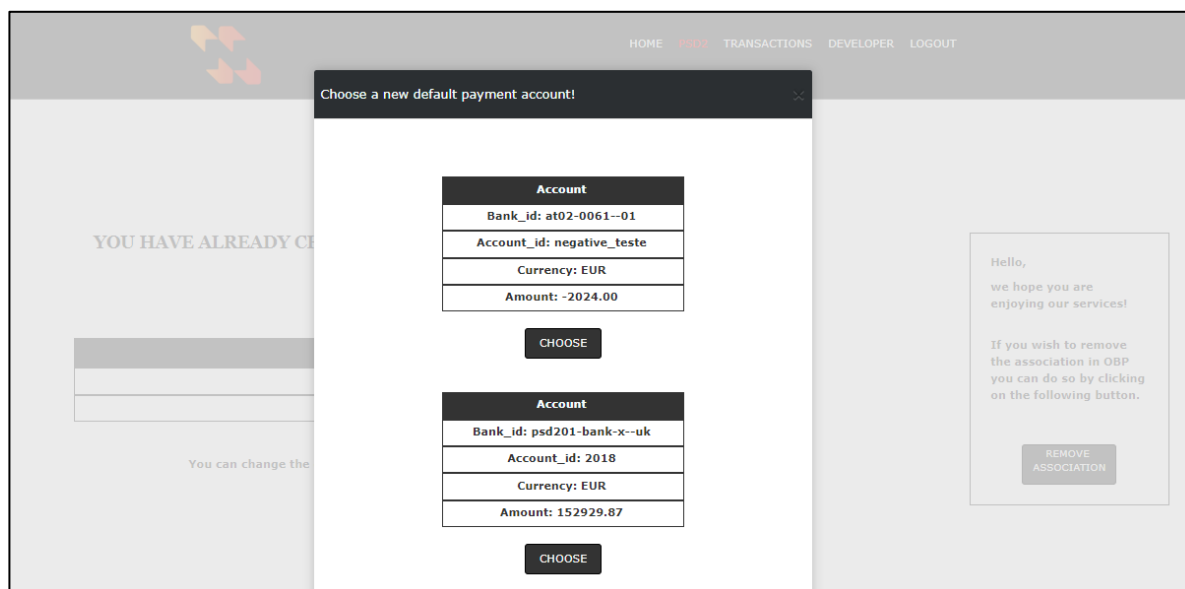 HOME PSD2 TRANSACTIONS DEVELOPER LOGOUT
Choose a new default payment account!
Account
Bank_id: at02-0061--01
Account_id: negative_teste
Currency: EUR
Amount: -2024.00
CHOOSE
Account
Bank_id: psd201-bank-x--uk
Account_id: 2018
Currency: EUR
Amount: 152929.87
CHOOSE
YOU HAVE ALREADY
You can change the
Hello,
we hope you are
enjoying our services!
If you wish to remove
the association in OBP
you can do so by clicking
on the following button.
REMOVE
ASSOCIATION